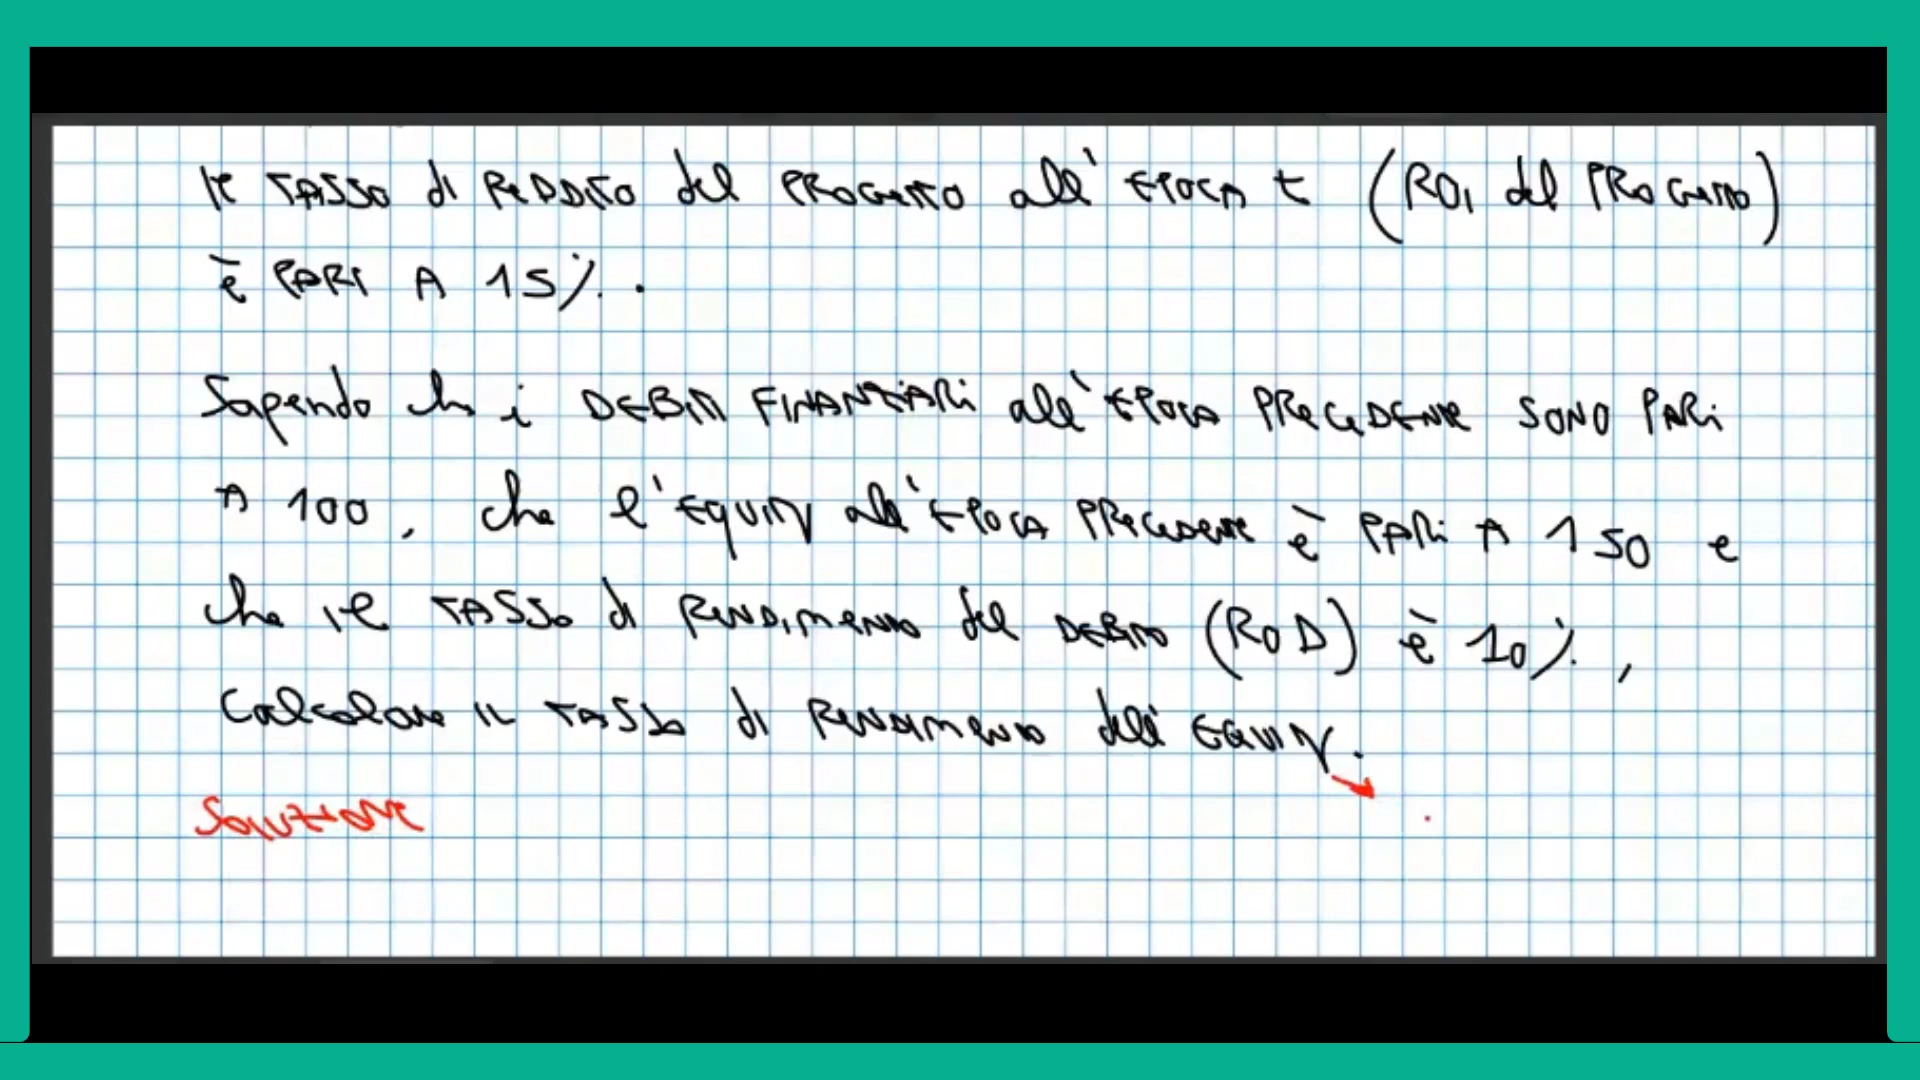 Il TASSO di REDDITO del PROGETTO all'EPOCA t (ROI del PROGETTO)
è PARI A 15%.
Sapendo che i DEBITI FINANZIARI all'EPOCA PRECEDENTE SONO PARI
A 100, che l'EQUITY all'EPOCA PRECEDENTE è PARI A 150 e
che il TASSO di RENDIMENTO del DEBITO (ROD) è 10%,
Calcolare IL TASSO di RENDIMENTO dell'EQUITY.
SOLUZIONE